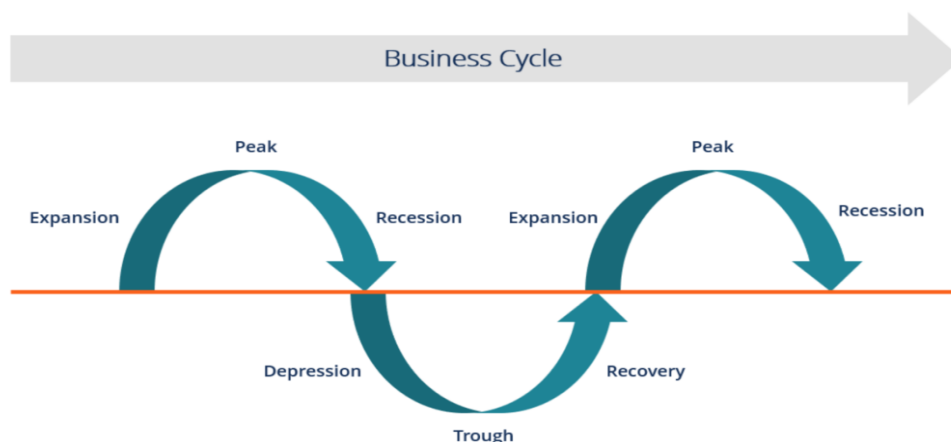 Business Cycle
Peak
Peak
Expansion
Recession
Expansion
Recession
Depression
Recovery
Trough